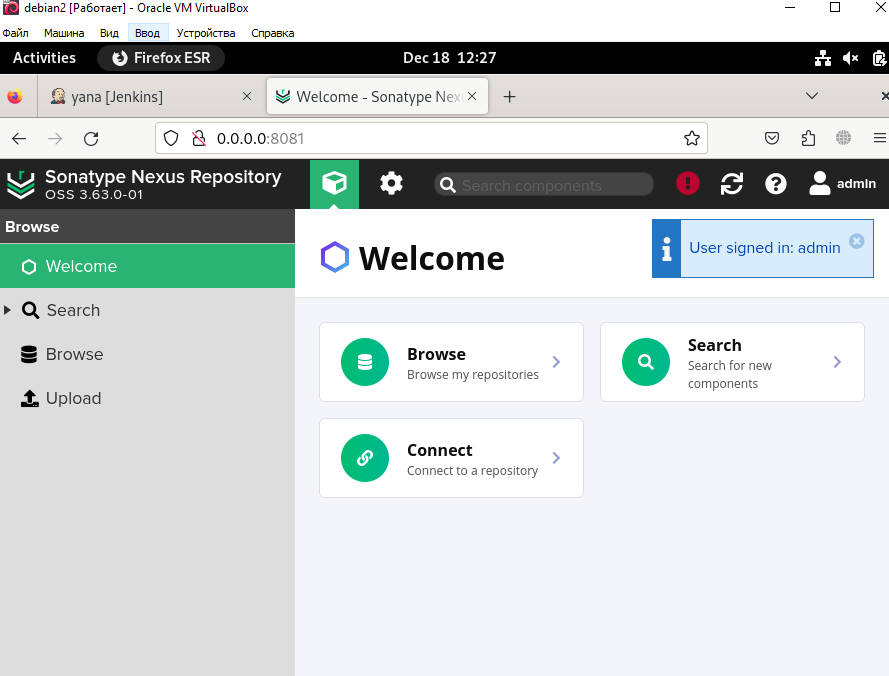 debian2 [Работает] - Oracle VM VirtualBox
Файл Машина Вид Ввод Устройства Справка
Activities Firefox ESR Dec 18 12:27
yana [Jenkins] Welcome - Sonatype Nex
0.0.0.0:8081
Sonatype Nexus Repository
OSS 3.63.0-01
Search components
admin
Browse
Welcome
Search
Browse
Upload
Welcome
User signed in: admin
Browse
Browse my repositories
Search
Search for new
components
Connect
Connect to a repository